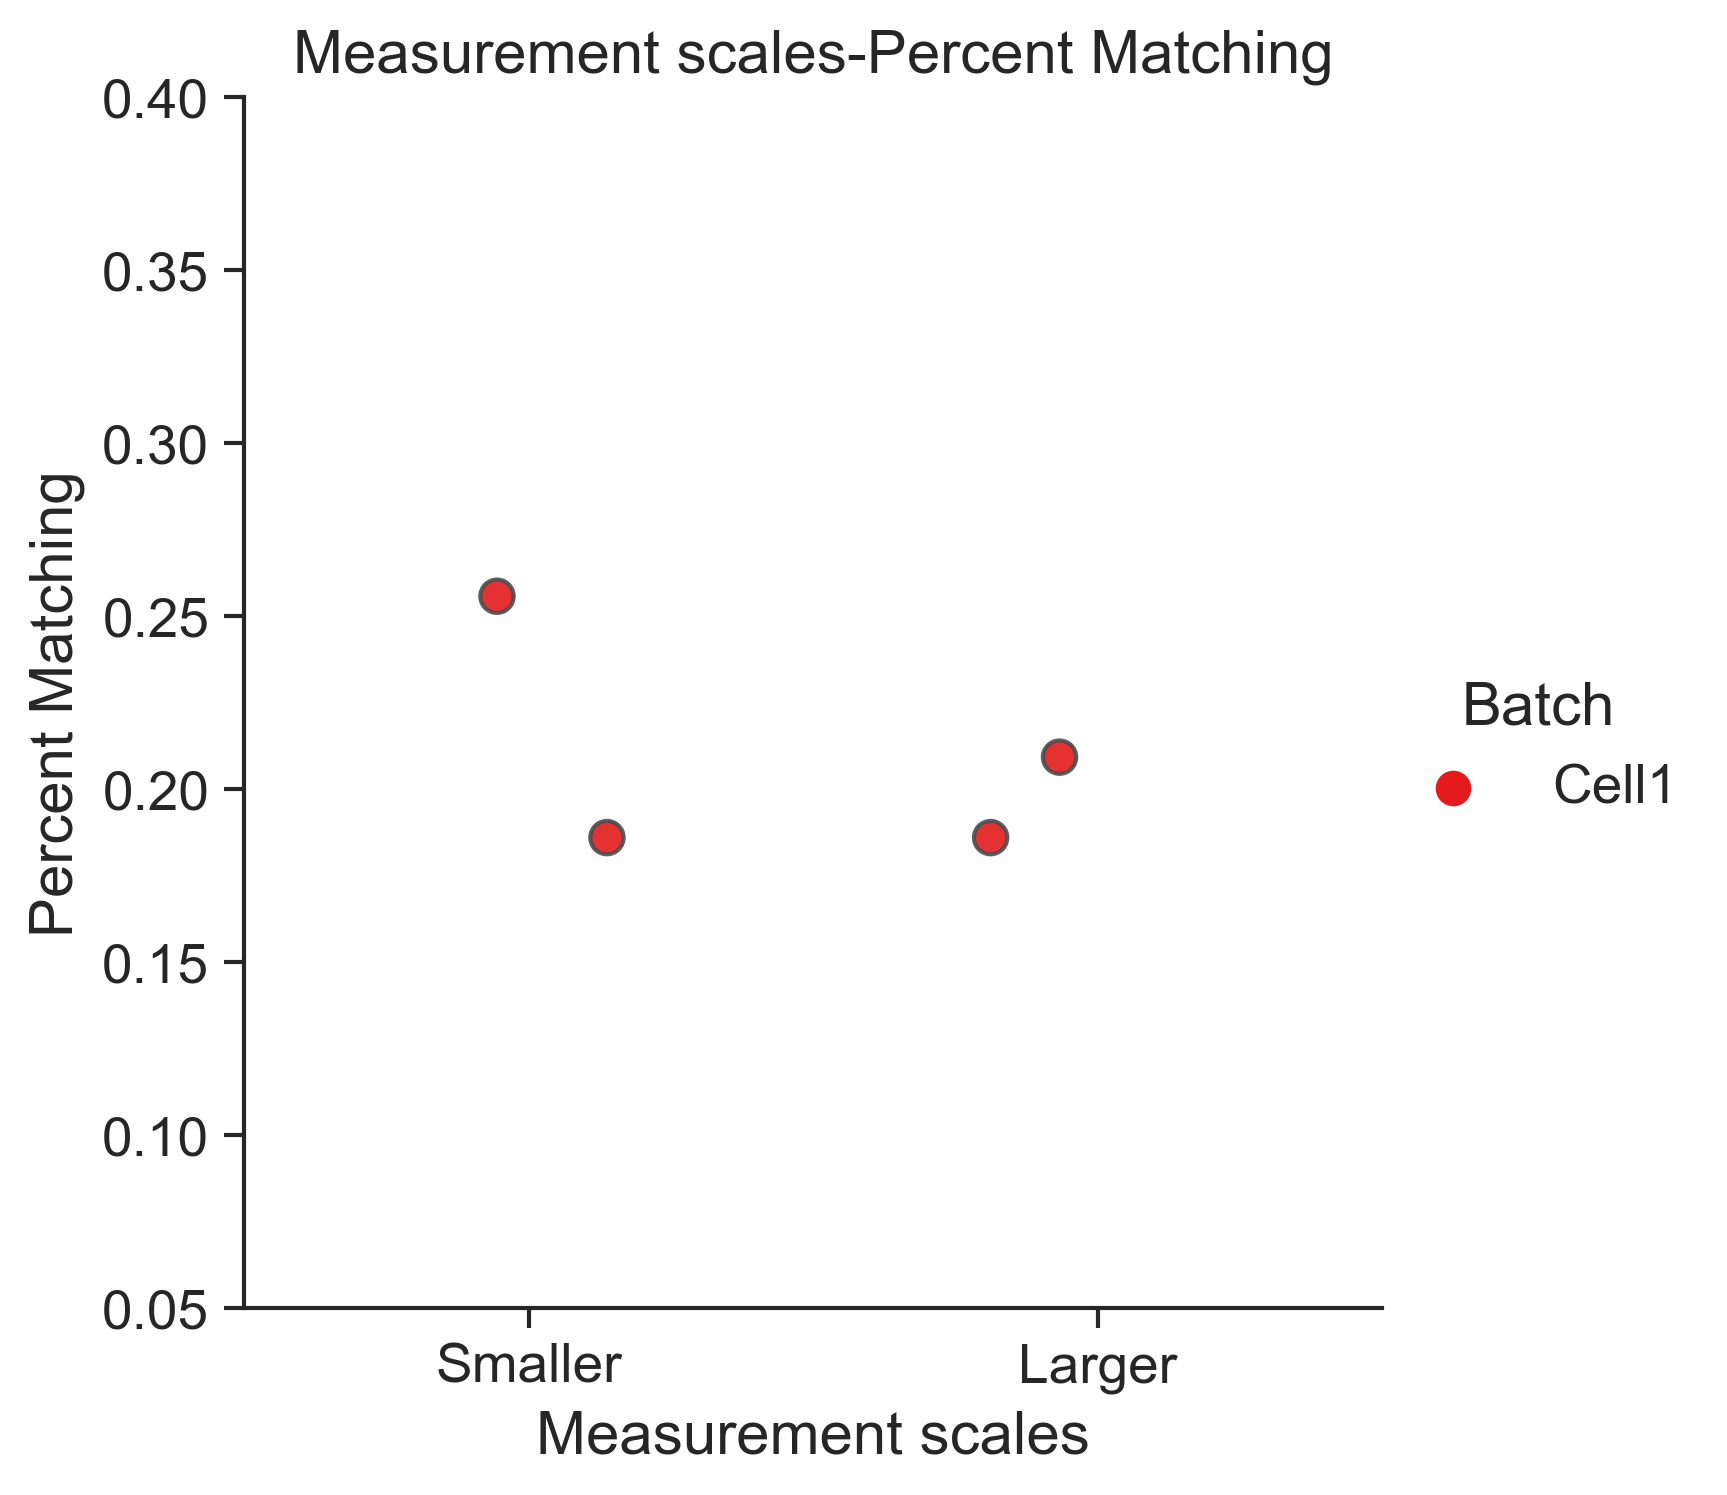 Measurement scales-Percent Matching
0.40
0.35
0.30
0.25
0.20
0.15
0.10
0.05
Percent Matching
Smaller
Larger
Measurement scales
Batch
Cell1